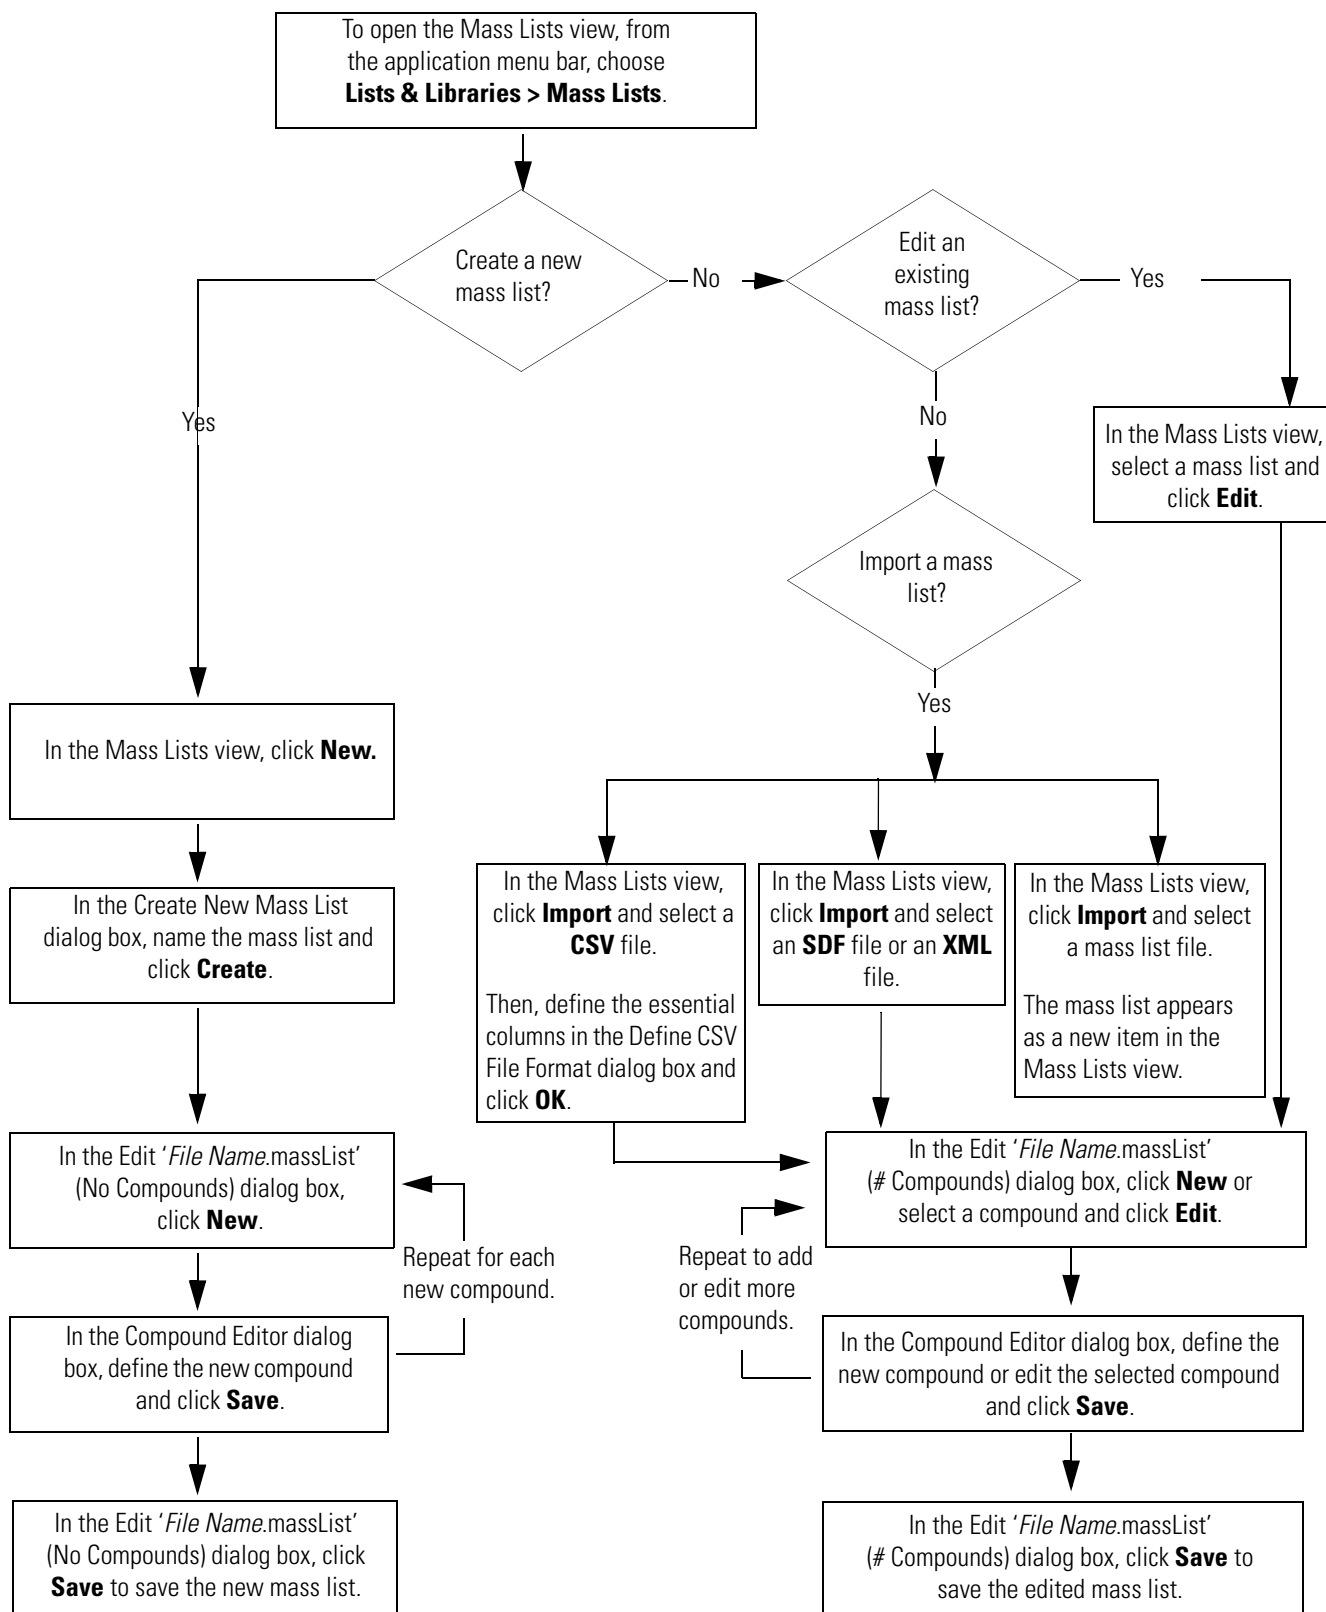 To open the Mass Lists view, from
the application menu bar, choose
Lists & Libraries > Mass Lists.
Create a new
mass list?
No
Edit an
existing
mass list?
Yes
Yes
No
In the Mass Lists view,
select a mass list and
click Edit.
Import a mass
list?
Yes
In the Mass Lists view, click New.
In the Create New Mass List
dialog box, name the mass list and
click Create.
In the Mass Lists view,
click Import and select a
CSV file.
Then, define the essential
columns in the Define CSV
File Format dialog box and
click OK.
In the Mass Lists view,
click Import and select
an SDF file or an XML
file.
In the Mass Lists view,
click Import and select
a mass list file.
The mass list appears
as a new item in the
Mass Lists view.
In the Edit ‘File Name.massList’
(No Compounds) dialog box,
click New.
Repeat for each
new compound.
In the Edit ‘File Name.massList’
(# Compounds) dialog box, click New or
select a compound and click Edit.
Repeat to add
or edit more
compounds.
In the Compound Editor dialog
box, define the new compound
and click Save.
In the Compound Editor dialog box, define the
new compound or edit the selected compound
and click Save.
In the Edit ‘File Name.massList’
(No Compounds) dialog box, click
Save to save the new mass list.
In the Edit ‘File Name.massList’
(# Compounds) dialog box, click Save to
save the edited mass list.